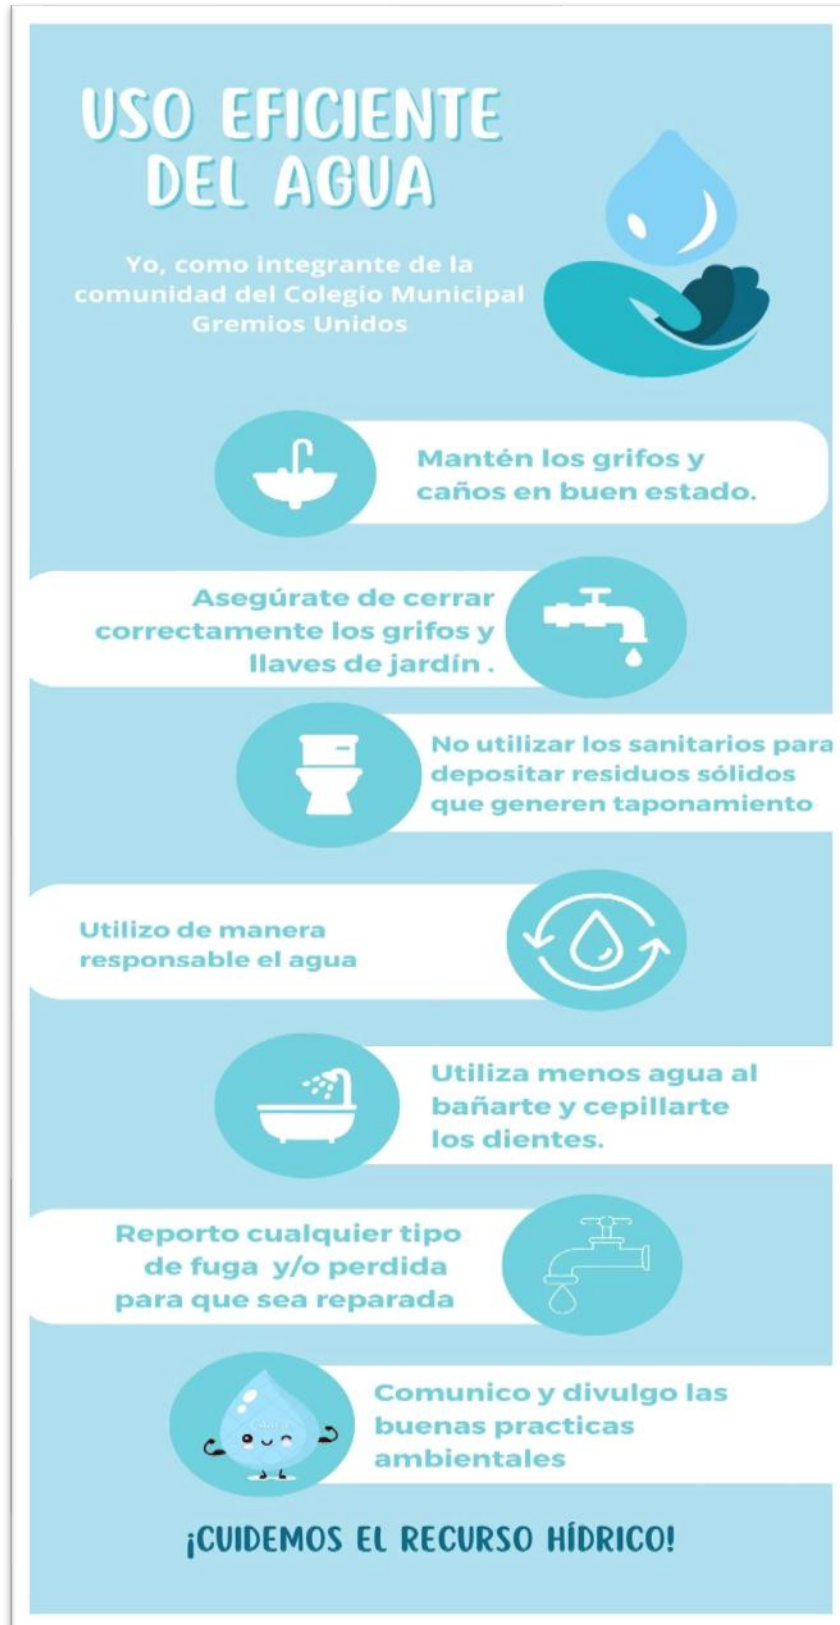 USO EFICIENTE
DEL AGUA
Yo, como integrante de la
comunidad del Colegio Municipal
Gremios Unidos
Mantén los grifos y
caños en buen estado.
Asegúrate de cerrar
correctamente los grifos y
llaves de jardín .
No utilizar los sanitarios para
depositar residuos sólidos
que generen taponamiento
Utilizo de manera
responsable el agua
Utiliza menos agua al
bañarte y cepillarte
los dientes.
Reporto cualquier tipo
de fuga  y/o perdida
para que sea reparada
Comunico y divulgo las
buenas practicas
ambientales
¡CUIDEMOS EL RECURSO HÍDRICO!